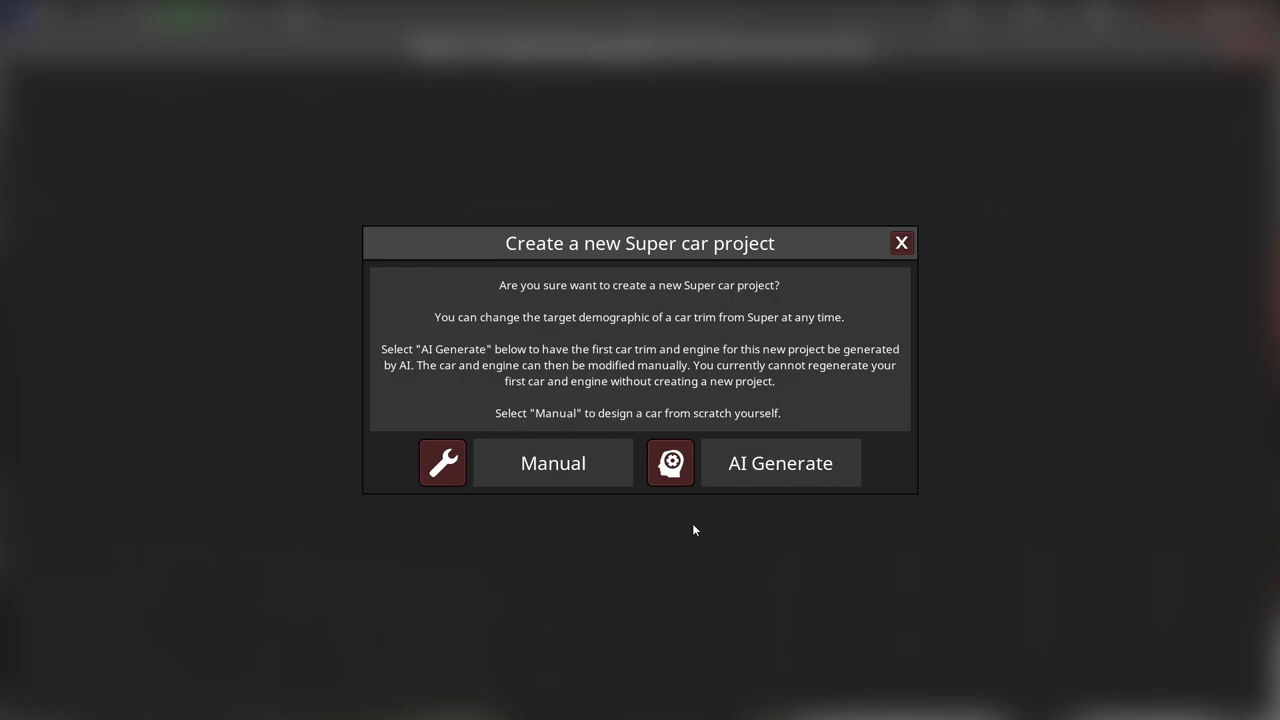 Create a new Super car project
X
Are you sure want to create a new Super car project?
You can change the target demographic of a car trim from Super at any time.
Select "AI Generate" below to have the first car trim and engine for this new project be generated
by AI. The car and engine can then be modified manually. You currently cannot regenerate your
first car and engine without creating a new project.
Select "Manual" to design a car from scratch yourself.
Manual
AI Generate